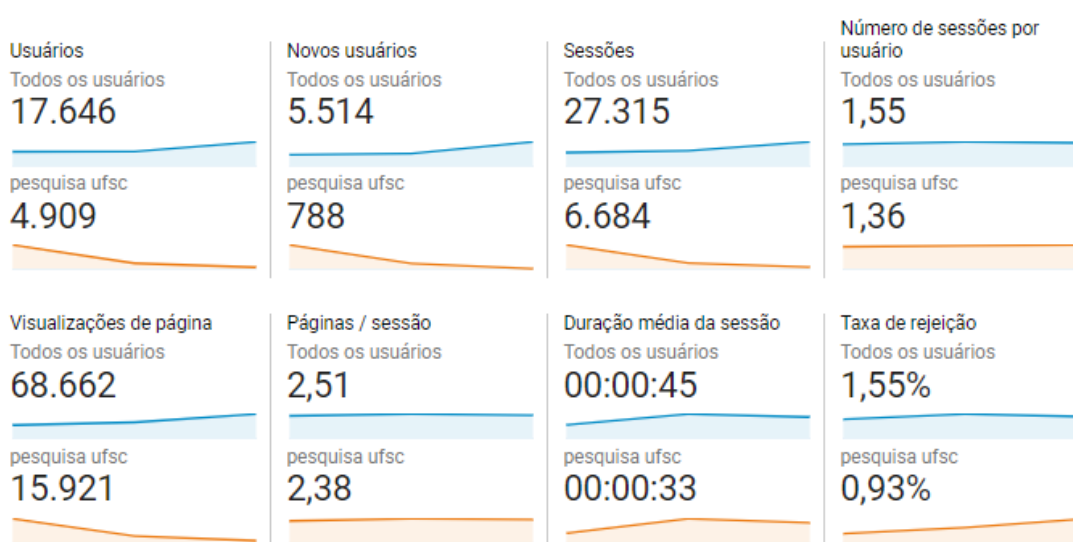 Usuários
Todos os usuários
17.646
pesquisa ufsc
4.909
Novos usuários
Todos os usuários
5.514
pesquisa ufsc
788
Sessões
Todos os usuários
27.315
pesquisa ufsc
6.684
Número de sessões por
usuário
Todos os usuários
1,55
pesquisa ufsc
1,36
Visualizações de página
Todos os usuários
68.662
pesquisa ufsc
15.921
Páginas / sessão
Todos os usuários
2,51
pesquisa ufsc
2,38
Duração média da sessão
Todos os usuários
00:00:45
pesquisa ufsc
00:00:33
Taxa de rejeição
Todos os usuários
1,55%
pesquisa ufsc
0,93%